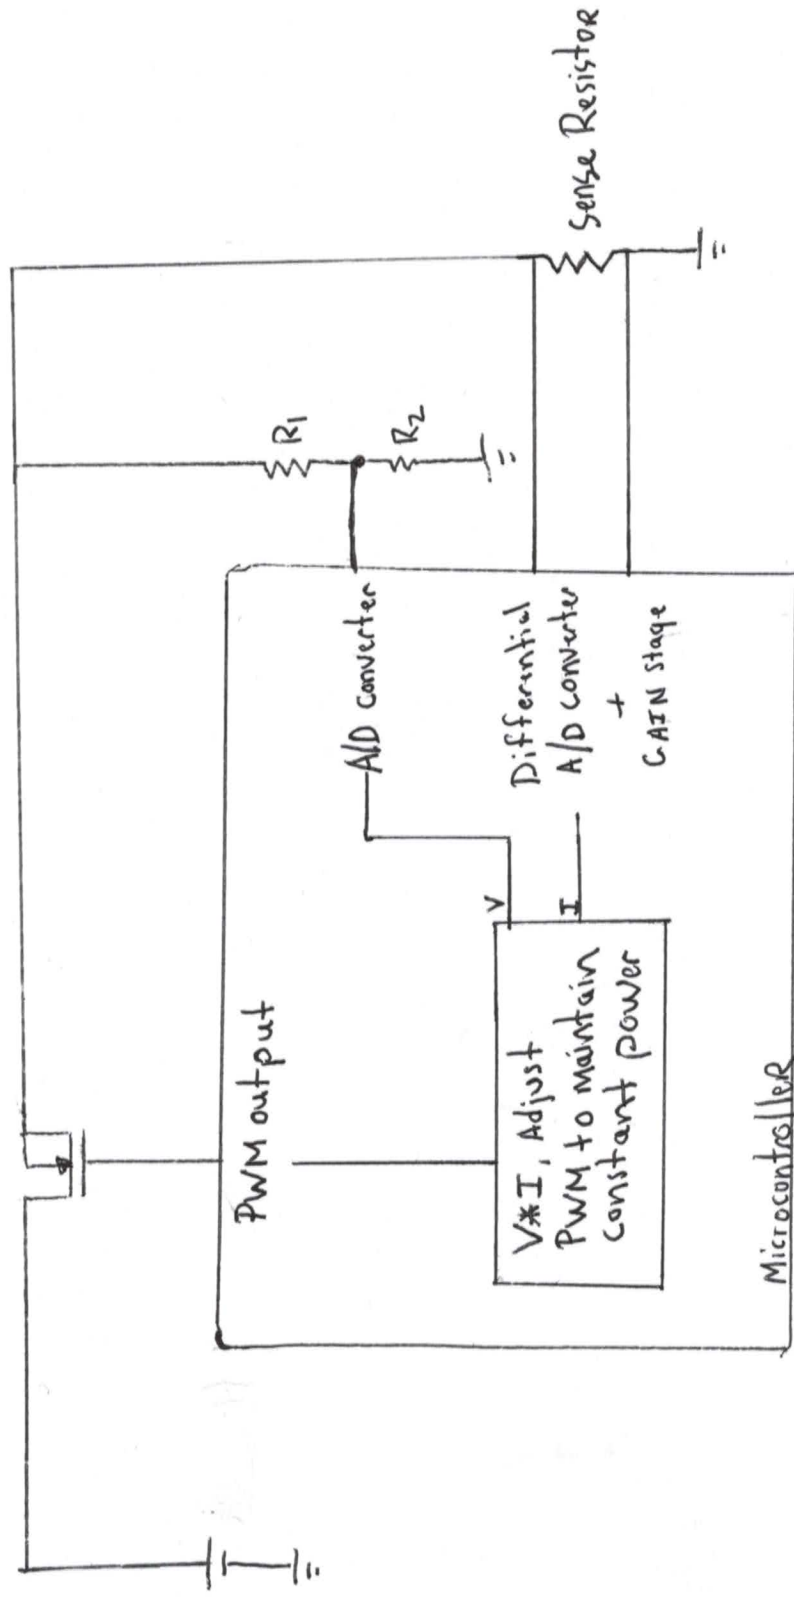 PWM output
A/D converter
R1
R2
V
I
V*I, Adjust
PWM to maintain
constant power
Differential
A/D converter
+
GAIN stage
Sense Resistor
Microcontroller